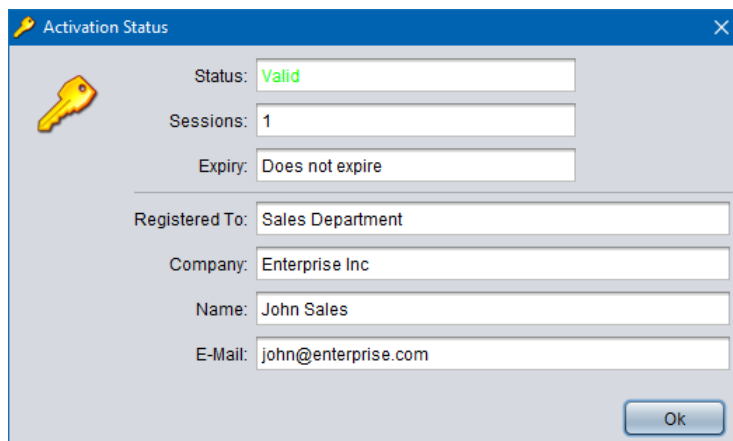 Activation Status
Status: Valid
Sessions: 1
Expiry: Does not expire
Registered To: Sales Department
Company: Enterprise Inc
Name: John Sales
E-Mail: john@enterprise.com
Ok